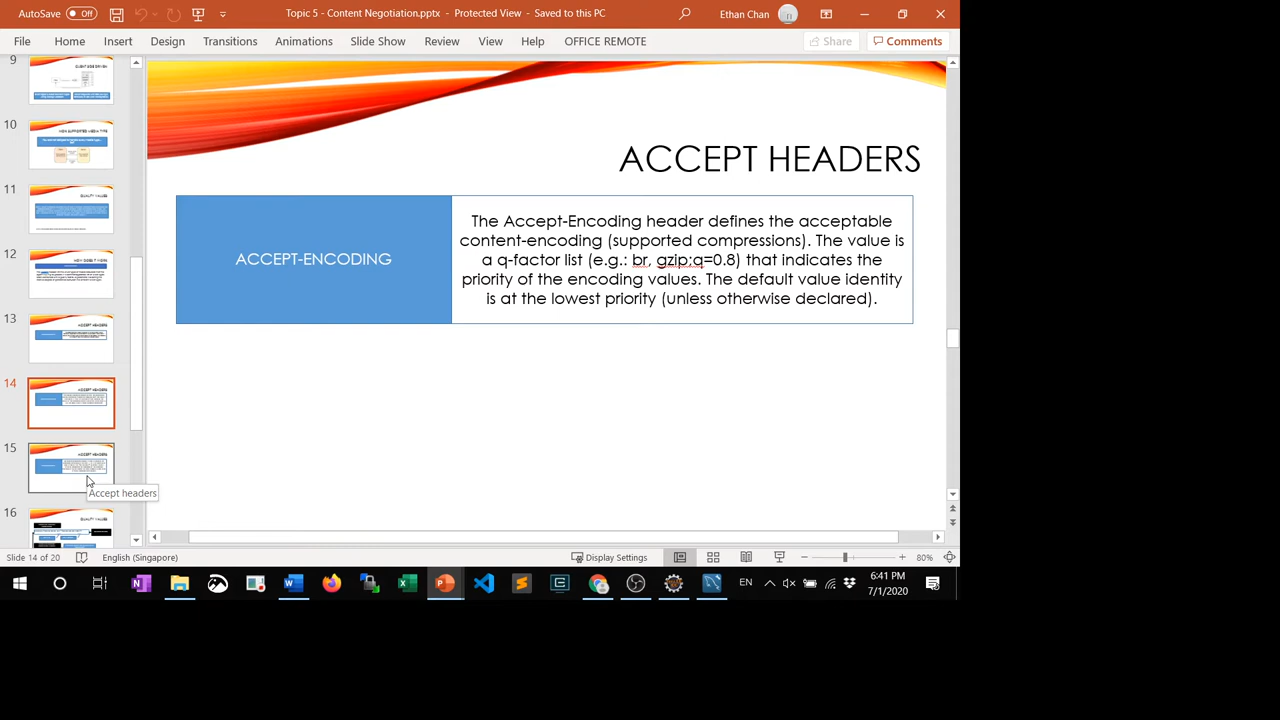 AutoSave Off
Topic 5 - Content Negotiation.pptx - Protected View - Saved to this PC
Ethan Chan
File Home Insert Design Transitions Animations Slide Show Review View Help OFFICE REMOTE Share Comments
9
10
11
12
13
14
15
16
ACCEPT HEADERS
ACCEPT-ENCODING
The Accept-Encoding header defines the acceptable
content-encoding (supported compressions). The value is
a q-factor list (e.g.: br, gzip;q=0.8) that indicates the
priority of the encoding values. The default value identity
is at the lowest priority (unless otherwise declared).
Accept headers
Slide 14 of 20 English (Singapore) Display Settings 80%
EN
6:41 PM
7/1/2020